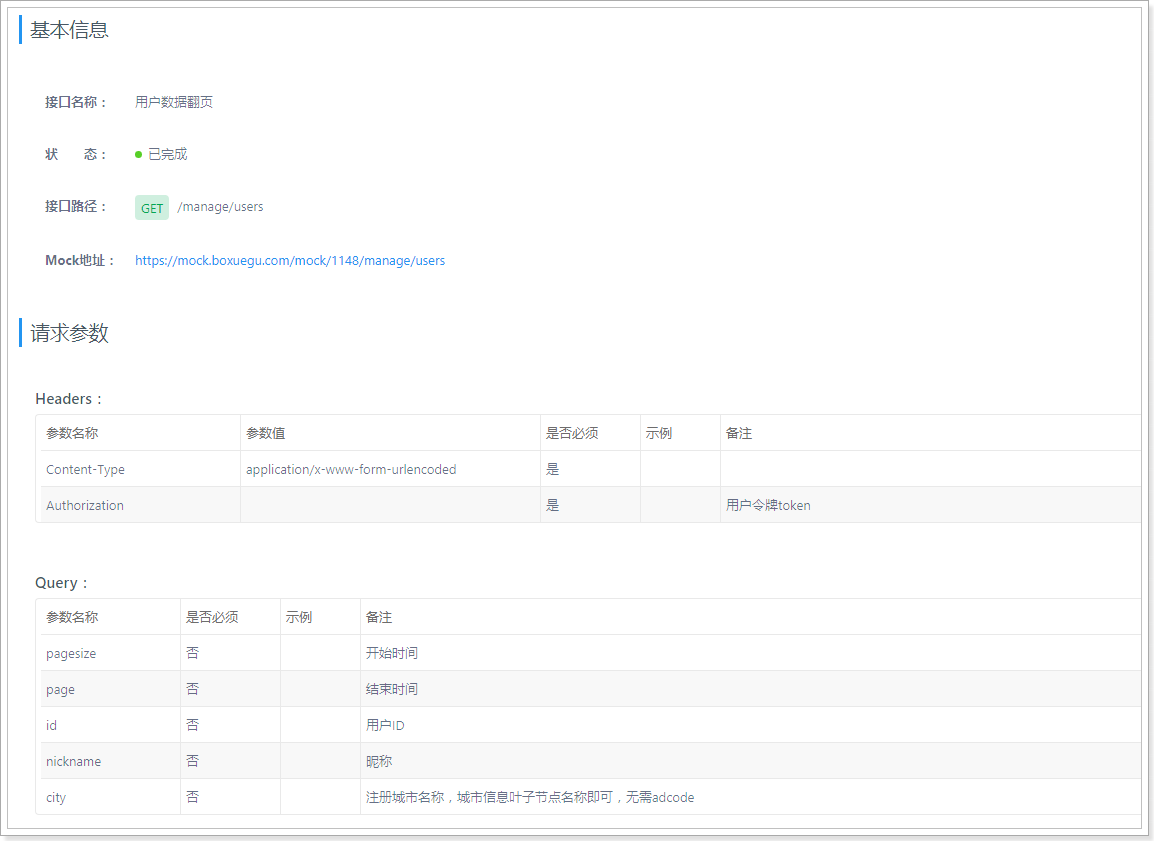 基本信息
接口名称： 用户数据翻页
状 态： 已完成
接口路径： GET /manage/users
Mock地址： https://mock.boxuegu.com/mock/1148/manage/users
请求参数
Headers：
参数名称 参数值 是否必须 示例 备注
Content-Type application/x-www-form-urlencoded 是
Authorization 是 用户令牌token
Query：
参数名称 是否必须 示例 备注
pagesize 否 开始时间
page 否 结束时间
id 否 用户ID
nickname 否 昵称
city 否 注册城市名称，城市信息叶子节点名称即可，无需adcode